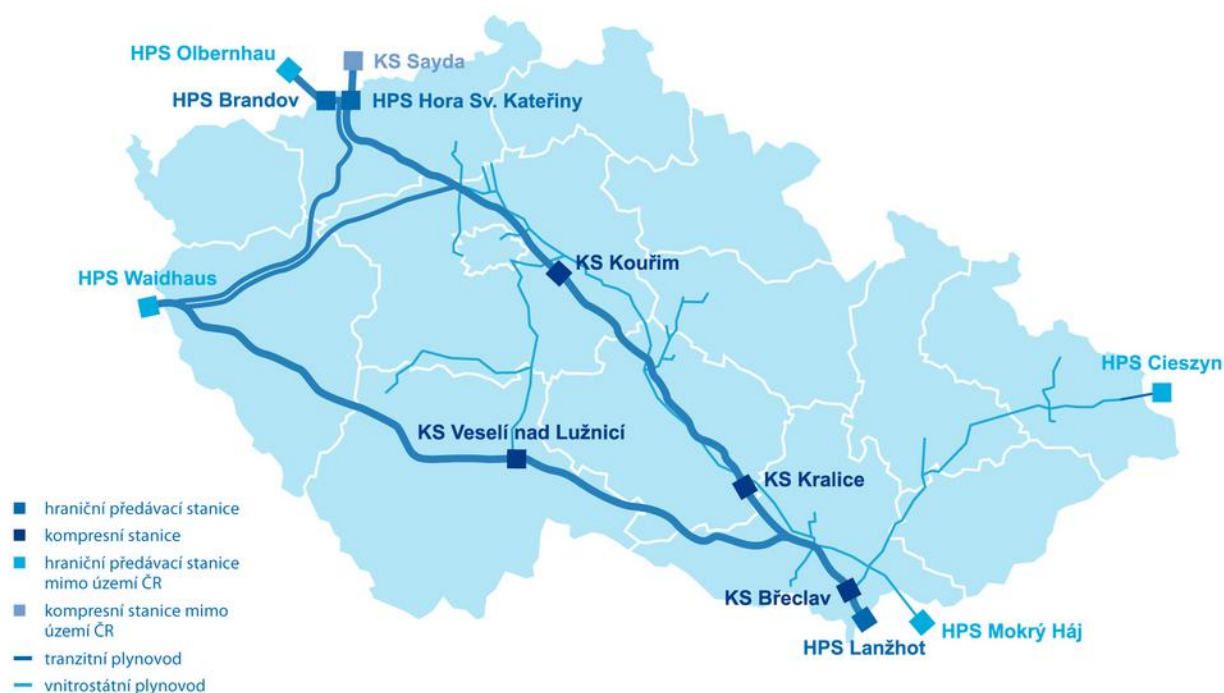 HPS Olbernhau
KS Sayda
HPS Brandov
HPS Hora Sv. Kateřiny
KS Kouřim
HPS Waidhaus
HPS Cieszyn
KS Veselí nad Lužnicí
KS Kralice
KS Břeclav
HPS Mokrý Háj
HPS Lanžhot
hraniční předávací stanice
kompresní stanice
hraniční předávací stanice
mimo území ČR
kompresní stanice mimo
území ČR
tranzitní plynovod
vnitrostátní plynovod